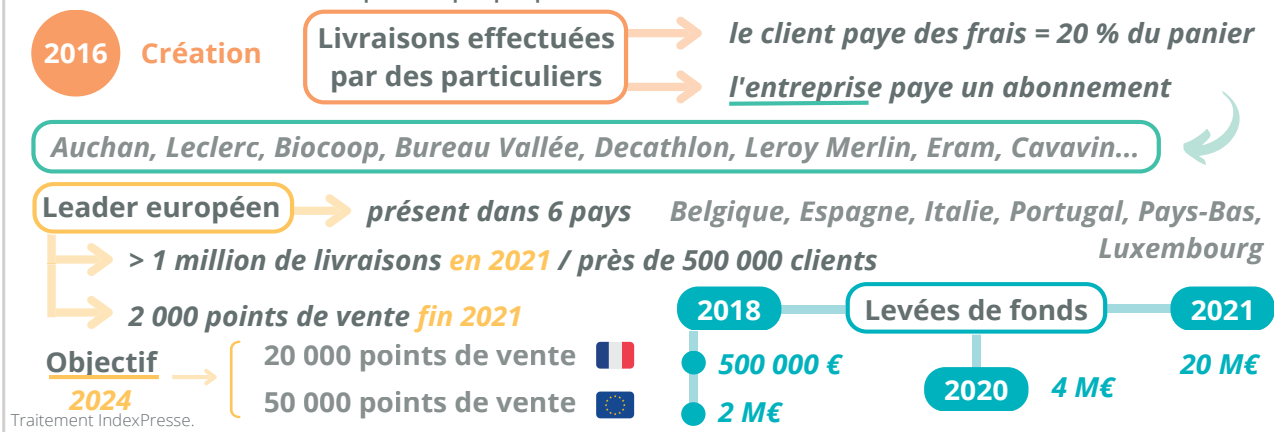 2016 Création
Livraisons effectuées
par des particuliers
le client paye des frais = 20 % du panier
l'entreprise paye un abonnement
Auchan, Leclerc, Biocoop, Bureau Vallée, Decathlon, Leroy Merlin, Eram, Cavavin...
Leader européen
présent dans 6 pays
Belgique, Espagne, Italie, Portugal, Pays-Bas,
Luxembourg
> 1 million de livraisons en 2021 / près de 500 000 clients
2 000 points de vente fin 2021
Objectif
2024
20 000 points de vente
50 000 points de vente
2018
Levées de fonds
2021
500 000 €
2 M€
2020
4 M€
20 M€
Traitement IndexPresse.